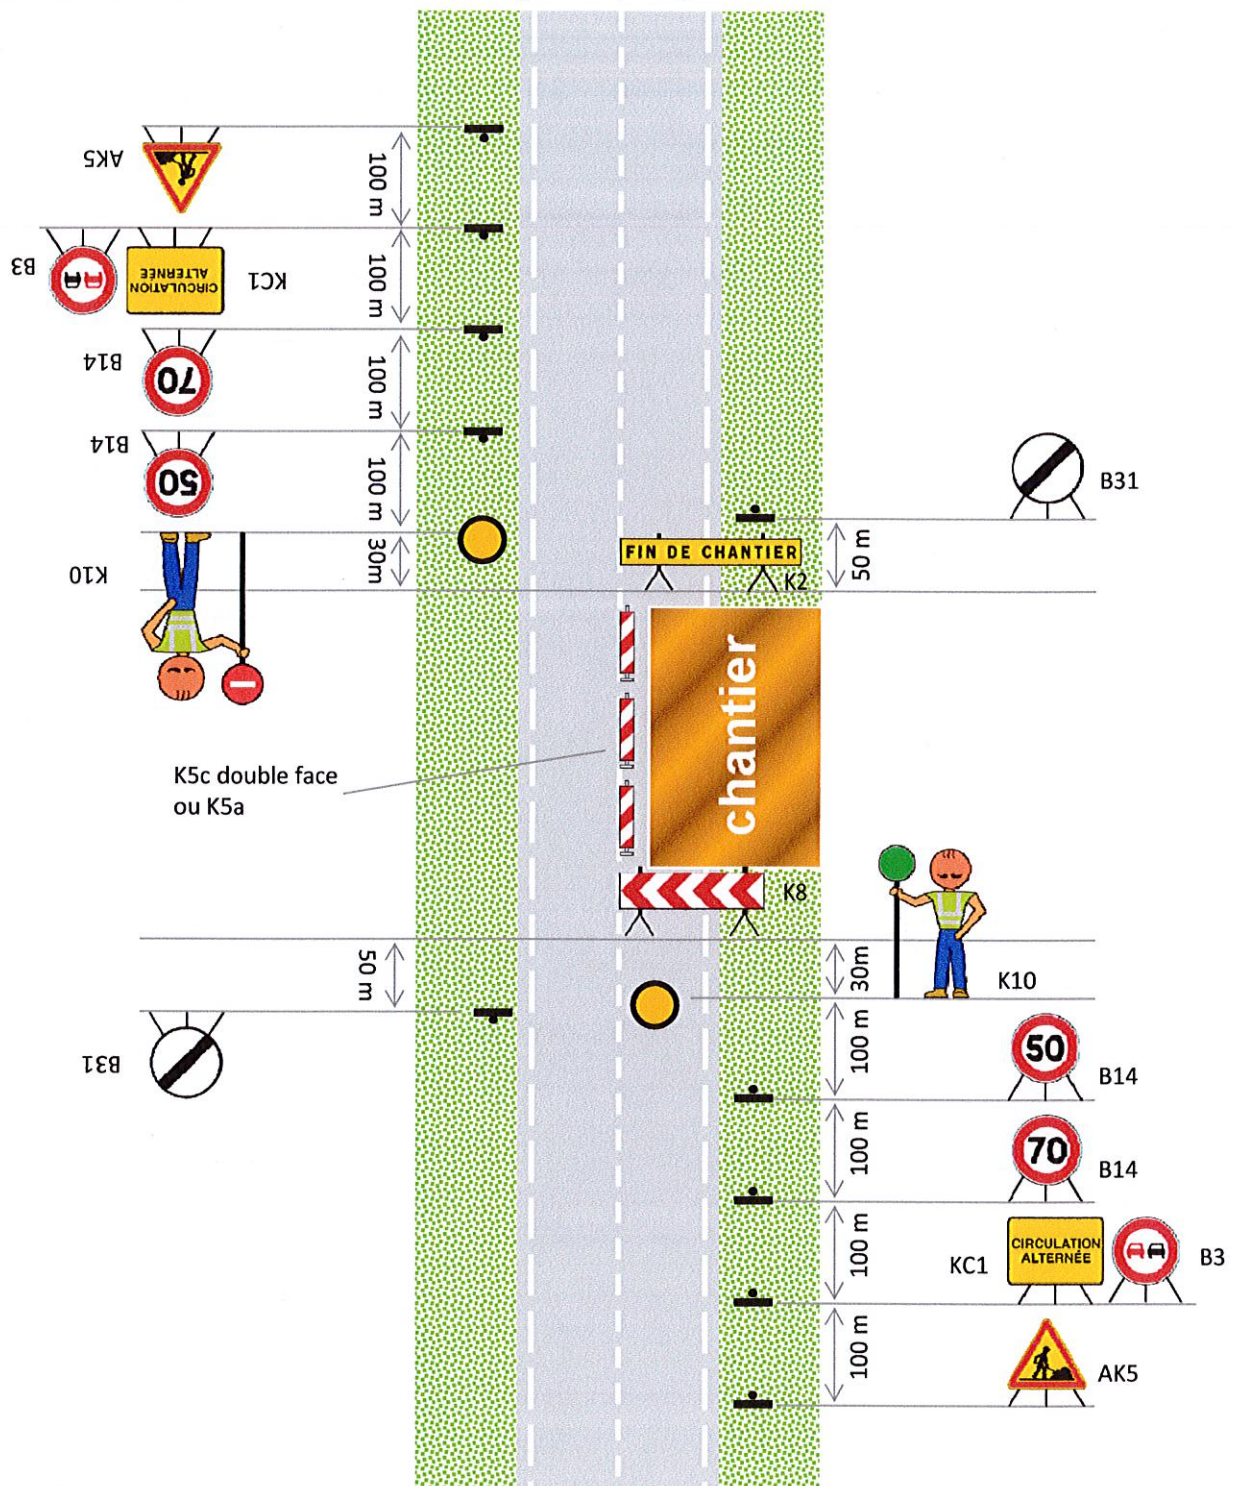 AK5
100 m
B3
CIRCULATION
ALTERNÉE
KC1
100 m
B14
70
100 m
B14
50
100 m
K10
30m
B31
50 m
FIN DE CHANTIER
K2
chantier
K5c double face
ou K5a
K8
50 m
B31
30m
K10
100 m
50
B14
100 m
70
B14
100 m
KC1
CIRCULATION
ALTERNÉE
B3
100 m
AK5